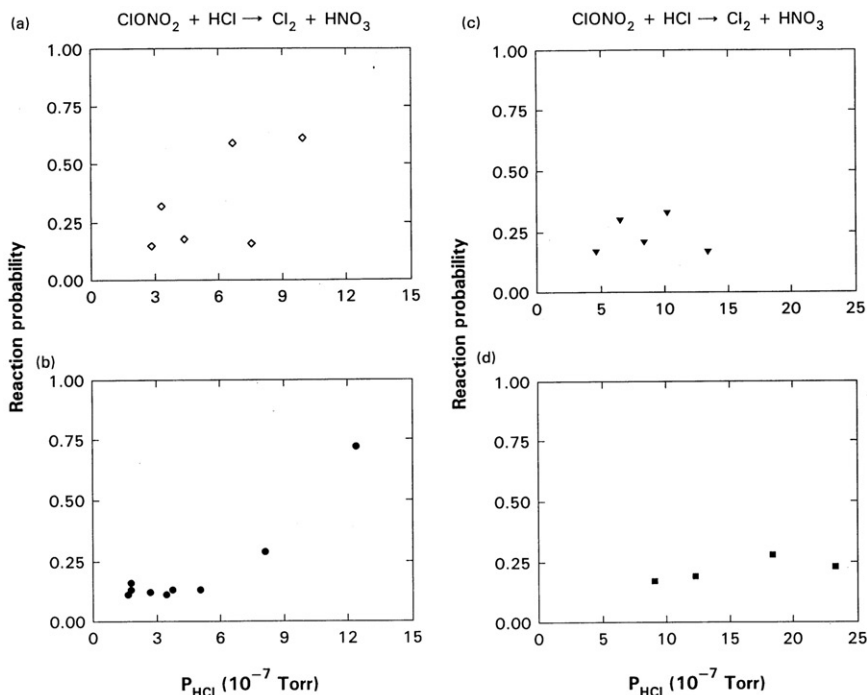 (a)
ClONO₂ + HCl → Cl₂ + HNO₃
1.00
0.75
0.50
0.25
0.00
0 3 6 9 12 15
(b)
1.00
0.75
0.50
0.25
0.00
0 3 6 9 12 15
P_HCl (10⁻⁷ Torr)
Reaction probability
(c)
ClONO₂ + HCl → Cl₂ + HNO₃
1.00
0.75
0.50
0.25
0.00
0 5 10 15 20 25
(d)
1.00
0.75
0.50
0.25
0.00
0 5 10 15 20 25
P_HCl (10⁻⁷ Torr)
Reaction probability